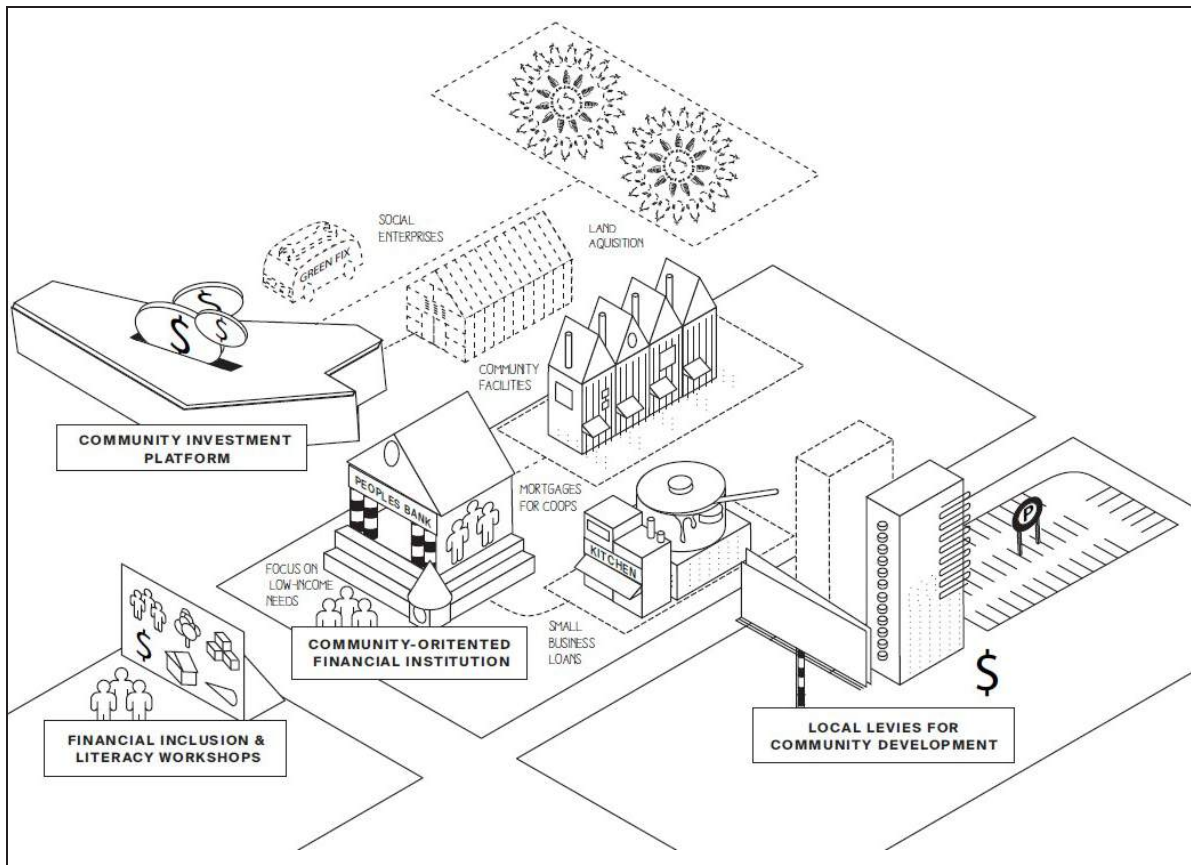 SOCIAL
ENTERPRISES
LAND
AQUISITION
GREEN FIX
$
$
$
COMMUNITY INVESTMENT
PLATFORM
COMMUNITY
FACILITIES
PEOPLES BANK
MORTGAGES
FOR COOPS
KITCHEN
P
FOCUS ON
LOW-INCOME
NEEDS
COMMUNITY-ORITENTED
FINANCIAL INSTITUTION
SMALL
BUSINESS
LOANS
$
$
FINANCIAL INCLUSION &
LITERACY WORKSHOPS
LOCAL LEVIES FOR
COMMUNITY DEVELOPMENT